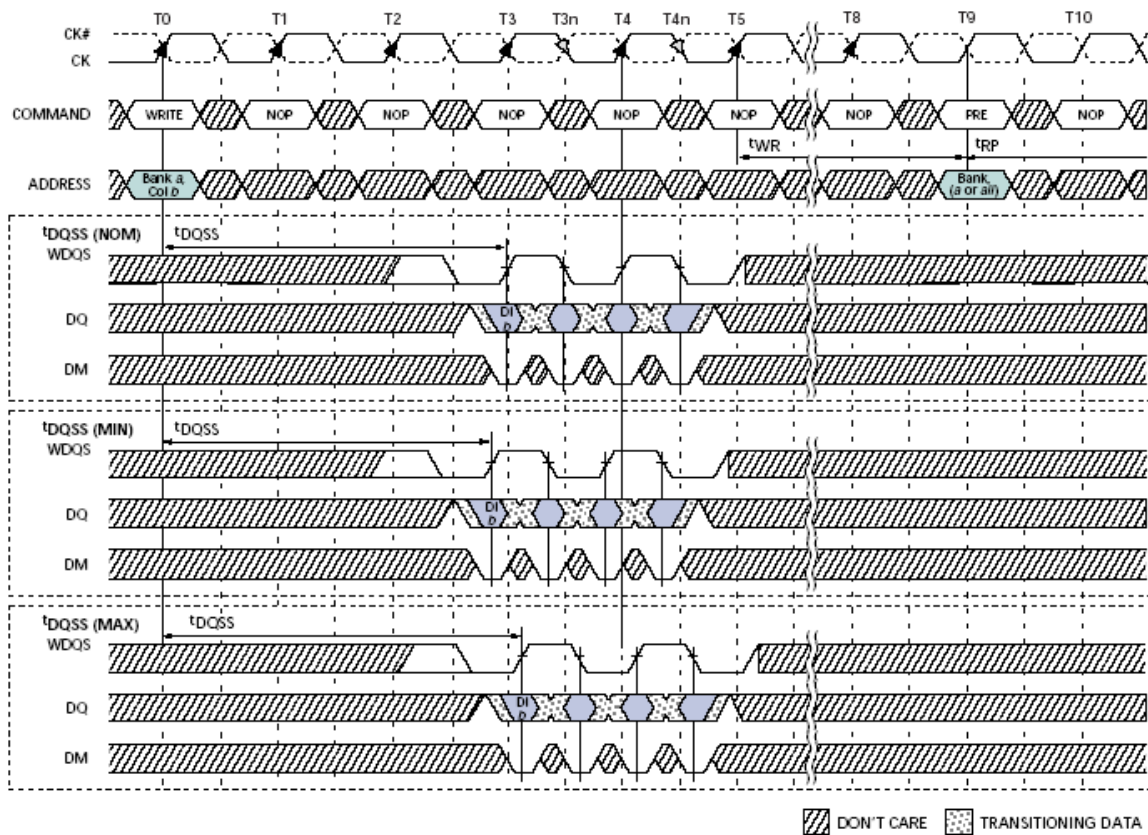 T0 T1 T2 T3 T3n T4 T4n T5 T8 T9 T10
CK#
CK
COMMAND WRITE NOP NOP NOP NOP NOP NOP PRE NOP
tWR tRP
ADDRESS Bank a, Col b Bank, (a or all)
tDQSS (NOM) tDQSS
WDQS
DQ DI b
DM
tDQSS (MIN) tDQSS
WDQS
DQ DI b
DM
tDQSS (MAX) tDQSS
WDQS
DQ DI b
DM
DON'T CARE TRANSITIONING DATA